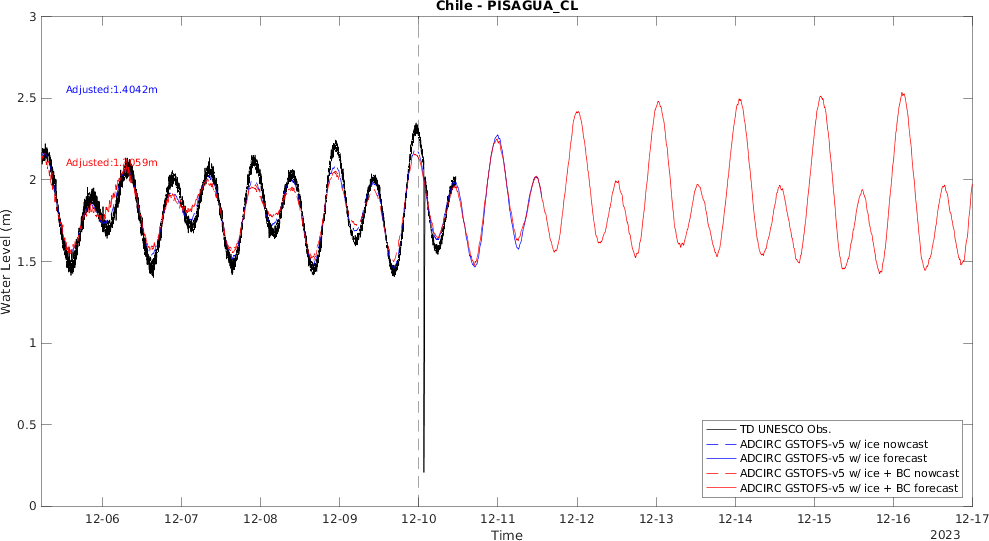 Chile - PISAGUA_CL
3
2.5
2
1.5
1
0.5
0
Water Level (m)
Adjusted:1.4042m
TD UNESCO Obs.
ADCIRC GSTOFS-v5 w/ ice nowcast
ADCIRC GSTOFS-v5 w/ ice forecast
ADCIRC GSTOFS-v5 w/ ice + BC nowcast
ADCIRC GSTOFS-v5 w/ ice + BC forecast
12-06
12-07
12-08
12-09
12-10
12-11
12-12
12-13
12-14
12-15
12-16
12-17
Time
2023